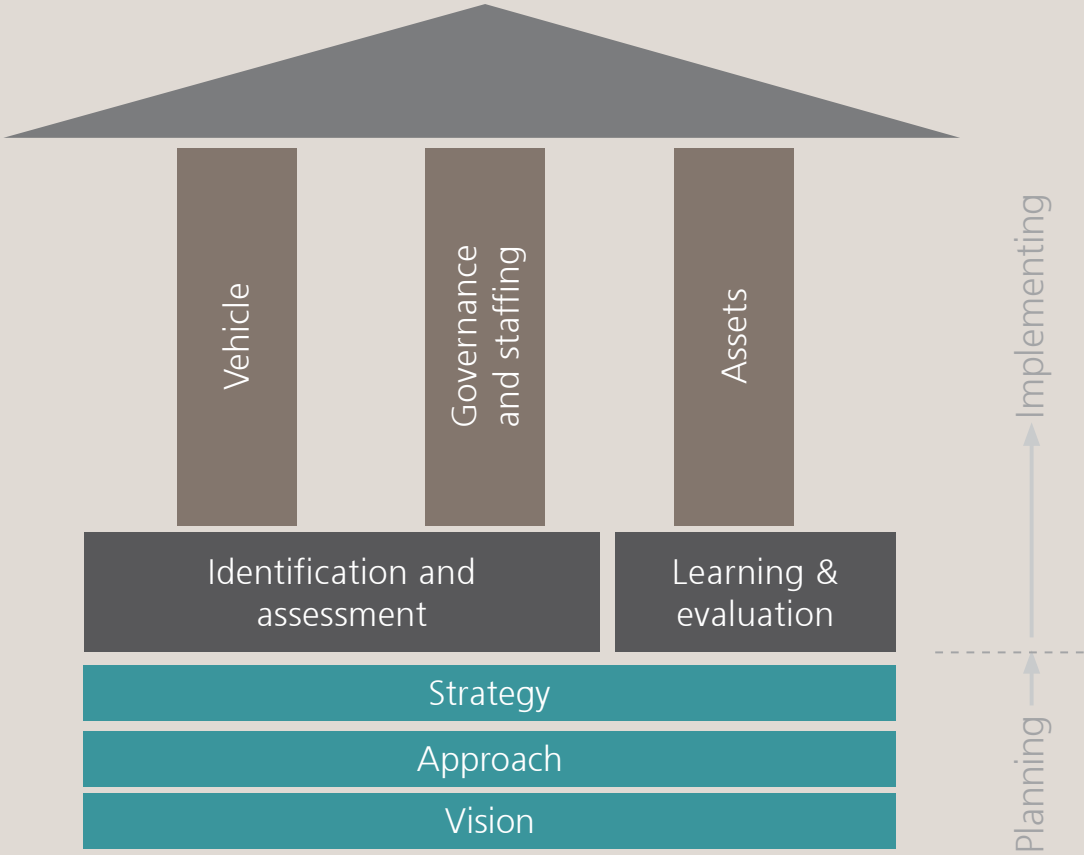 Vehicle
Governance
and staffing
Assets
Implementing
Identification and
assessment
Learning &
evaluation
Strategy
Approach
Vision
Planning